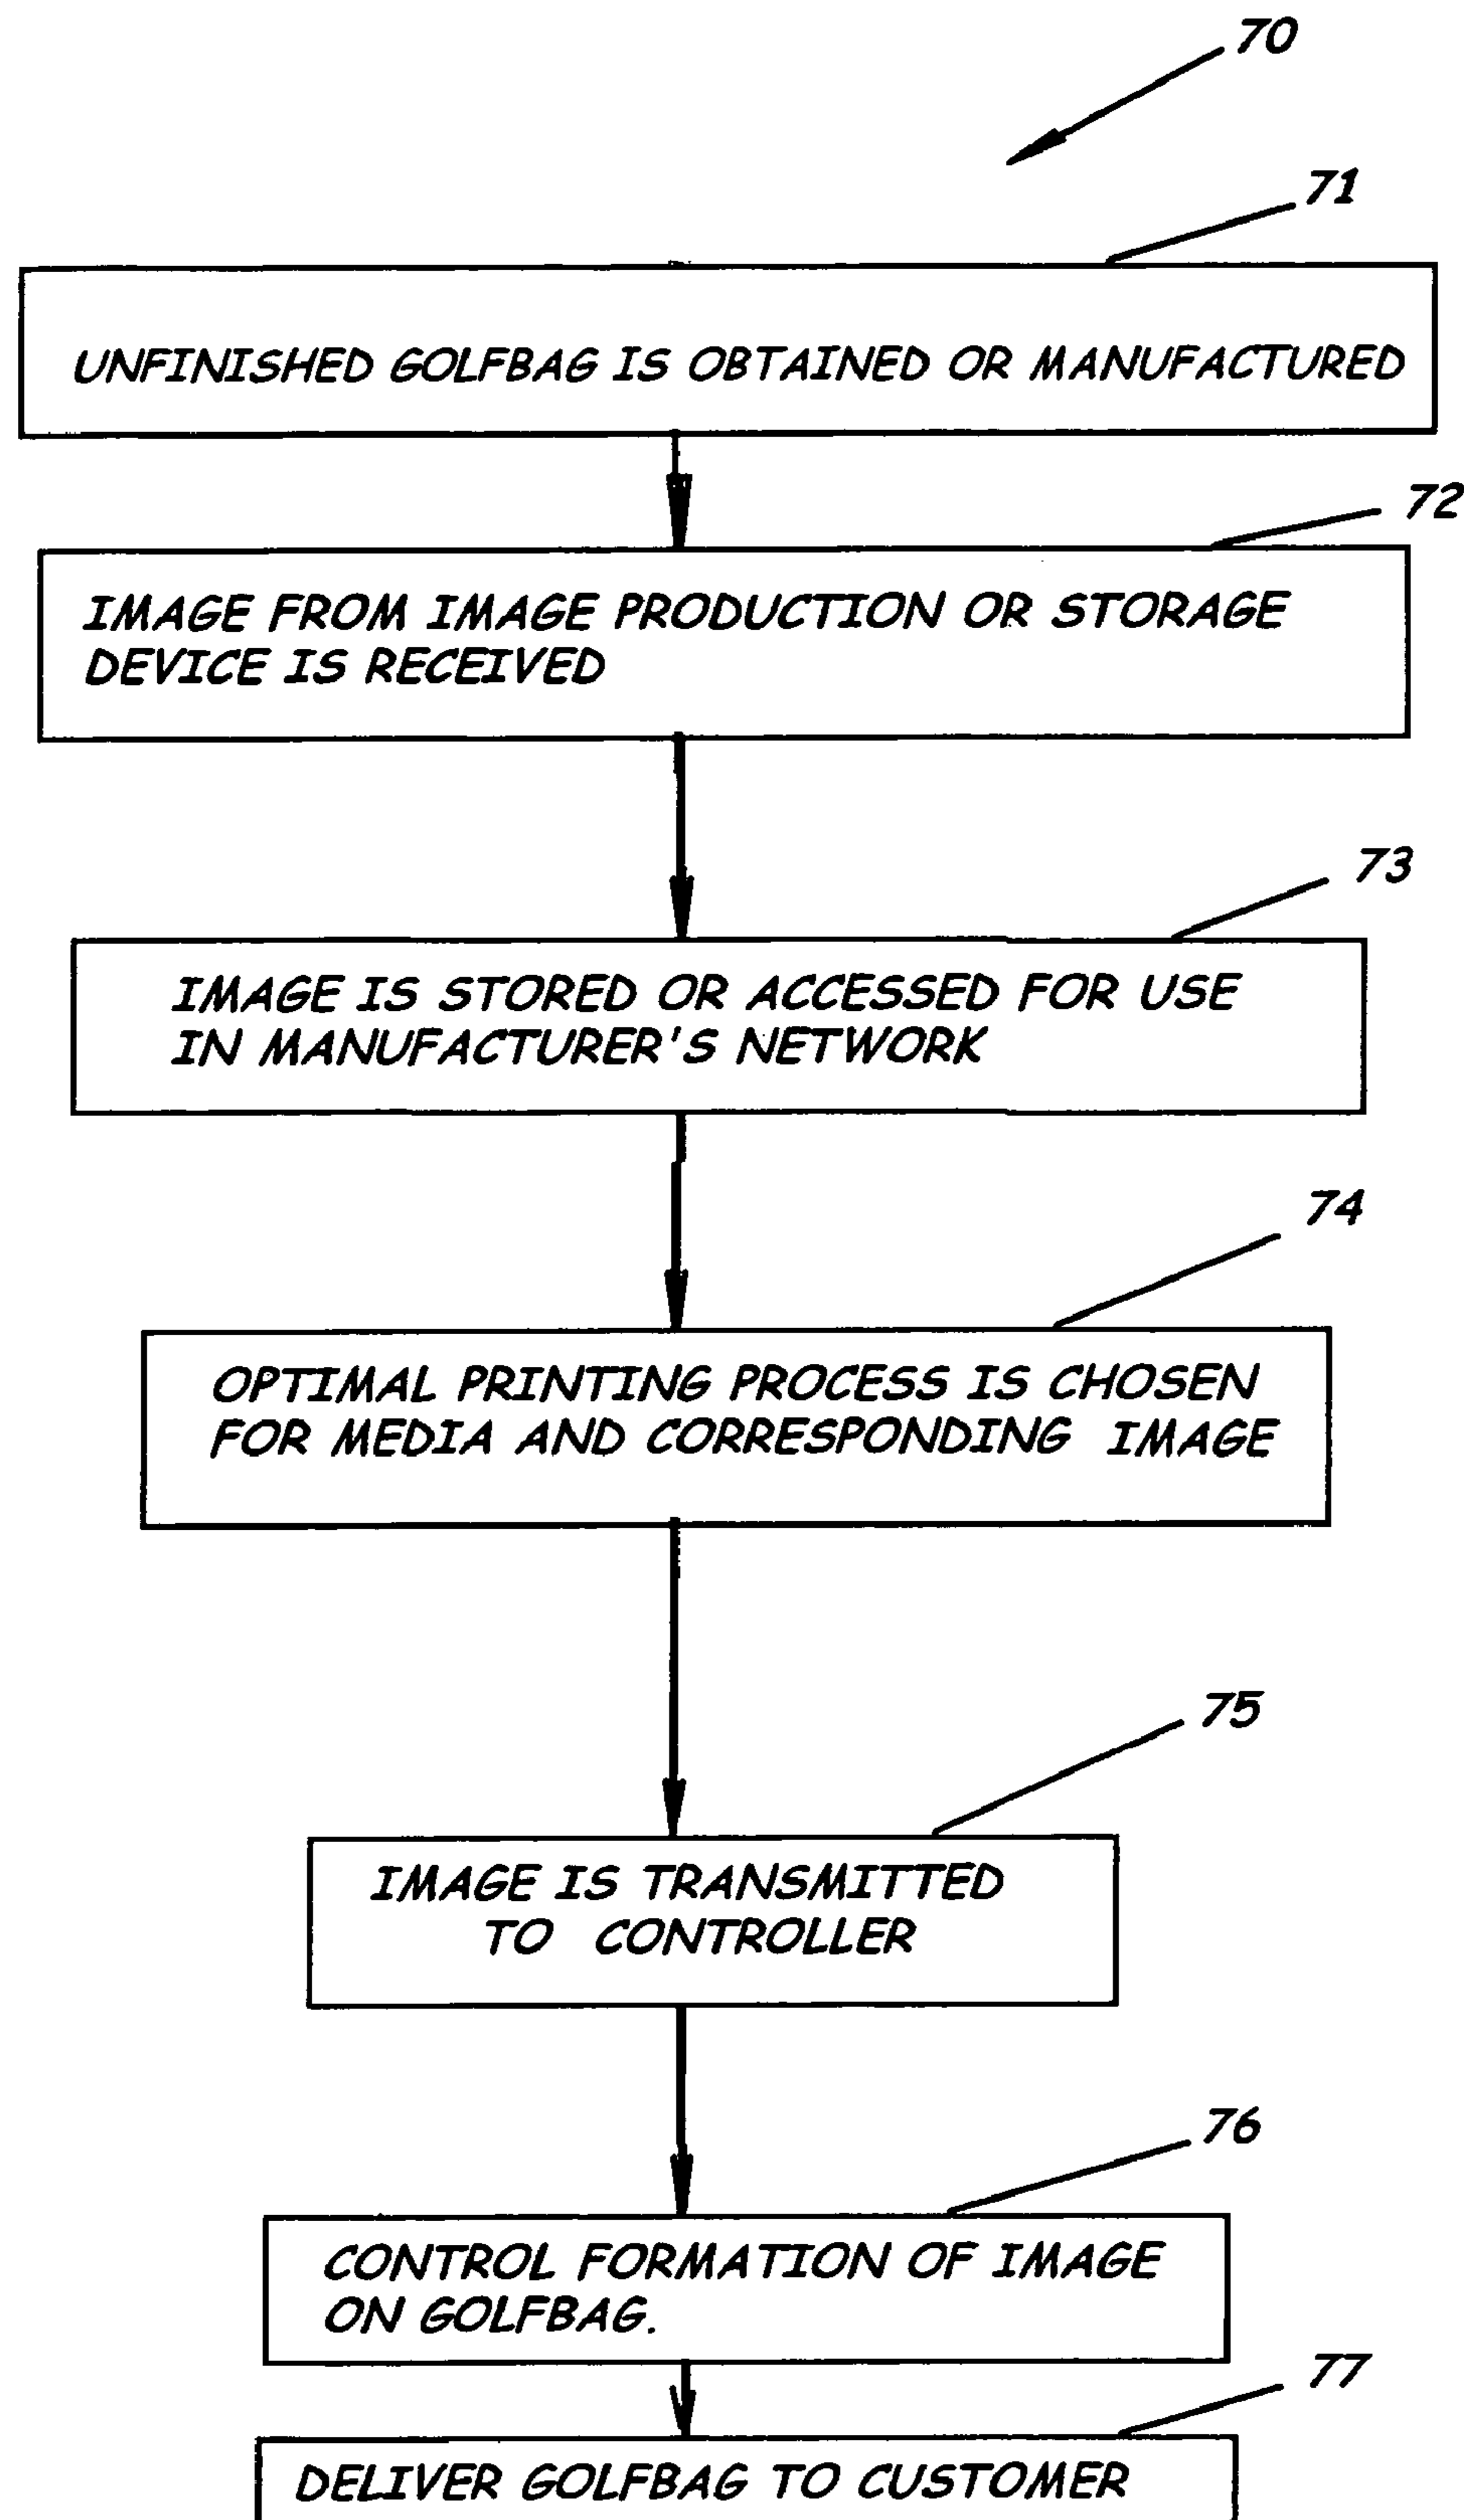 70
71
UNFINISHED GOLFBAG IS OBTAINED OR MANUFACTURED
72
IMAGE FROM IMAGE PRODUCTION OR STORAGE
DEVICE IS RECEIVED
73
IMAGE IS STORED OR ACCESSED FOR USE
IN MANUFACTURER'S NETWORK
74
OPTIMAL PRINTING PROCESS IS CHOSEN
FOR MEDIA AND CORRESPONDING IMAGE
75
IMAGE IS TRANSMITTED
TO CONTROLLER
76
CONTROL FORMATION OF IMAGE
ON GOLFBAG.
77
DELIVER GOLFBAG TO CUSTOMER